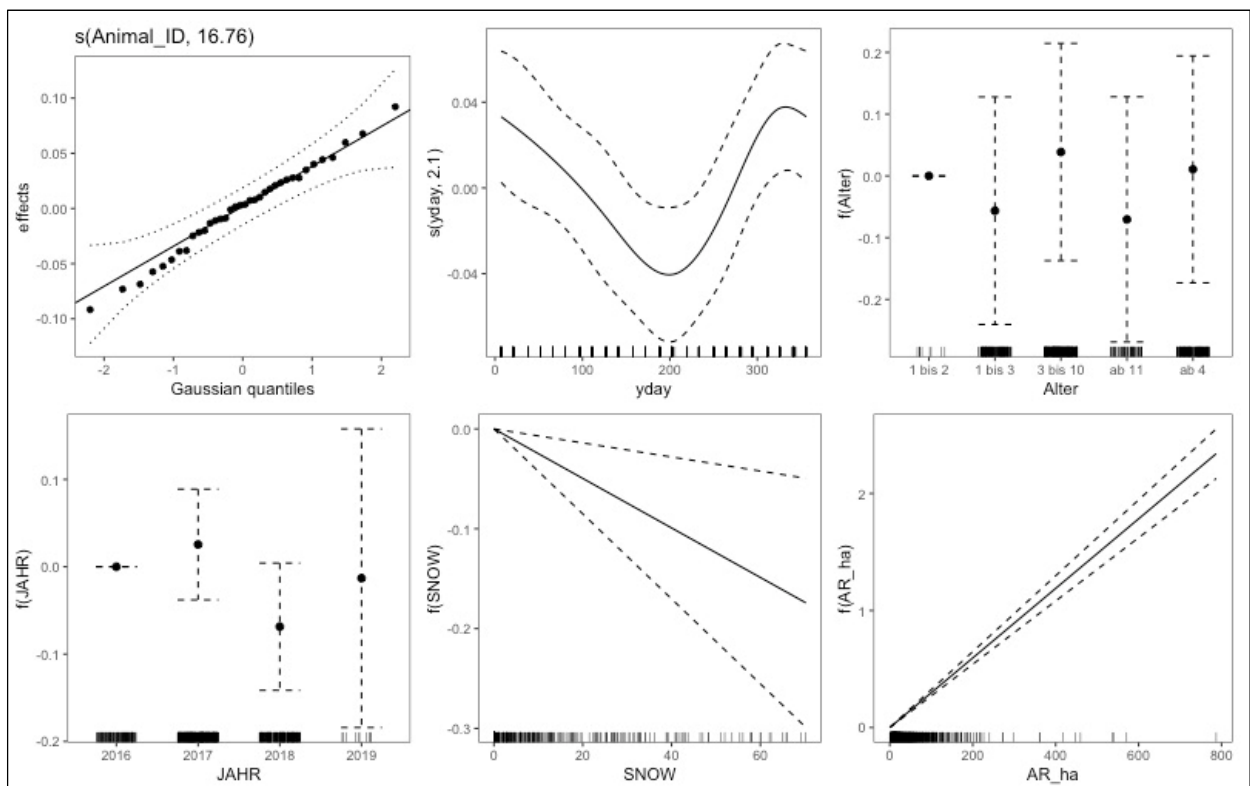 s(Animal_ID, 16.76)
effects
0.10
0.05
0.00
-0.05
-0.10
-2 -1 0 1 2
Gaussian quantiles
s(yday, 2.1)
0.04
0.00
-0.04
0 100 200 300
yday
f(Alter)
0.2
0.1
0.0
-0.1
-0.2
1 bis 2 1 bis 3 3 bis 10 ab 11 ab 4
Alter
f(JAHR)
0.1
0.0
-0.1
-0.2
2016 2017 2018 2019
JAHR
f(SNOW)
0.0
-0.1
-0.2
-0.3
0 20 40 60
SNOW
f(AR_ha)
2
1
0
0 200 400 600 800
AR_ha